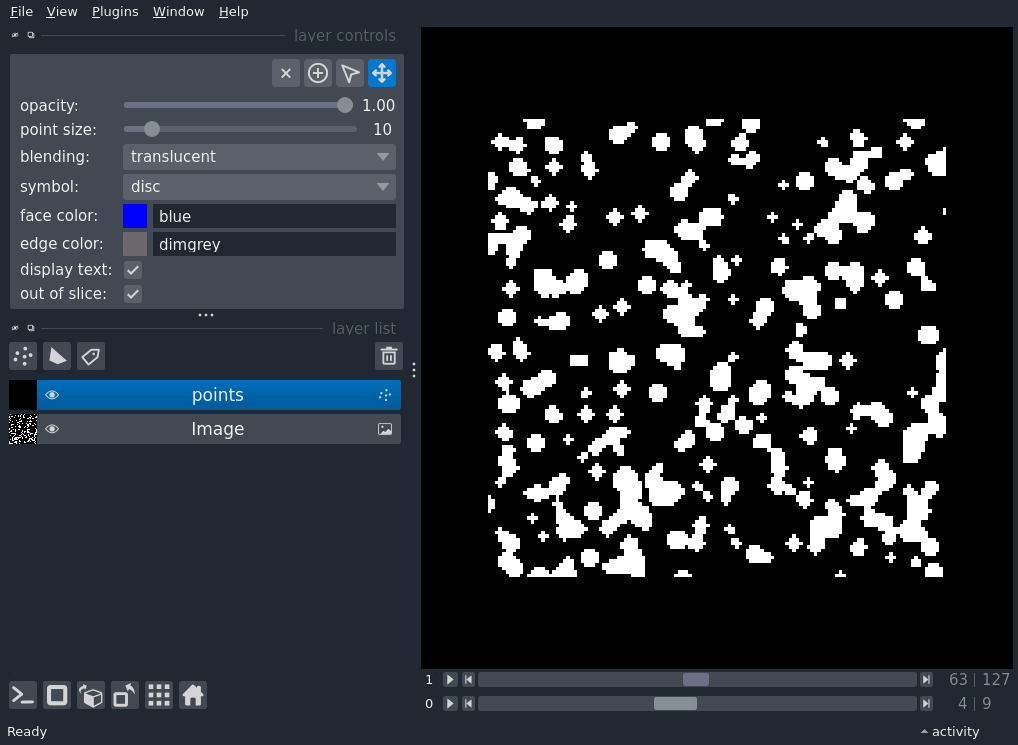 File View Plugins Window Help
layer controls
opacity: 1.00
point size: 10
blending: translucent
symbol: disc
face color: blue
edge color: dimgrey
display text:
out of slice:
layer list
points
Image
1 63 | 127
0 4 | 9
Ready activity